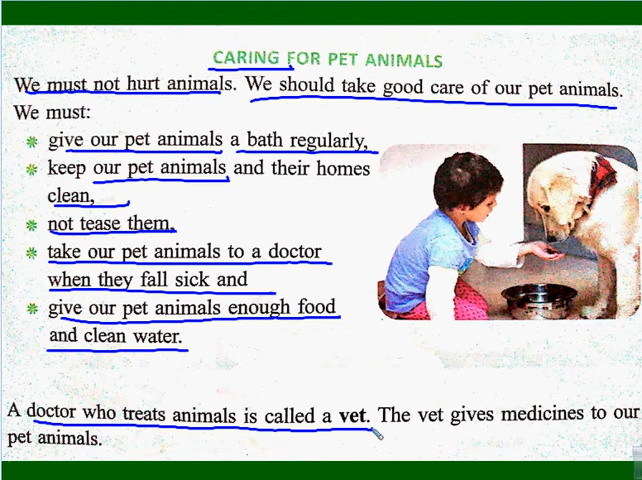 CARING FOR PET ANIMALS
We must not hurt animals. We should take good care of our pet animals.
We must:
give our pet animals a bath regularly,
keep our pet animals and their homes
clean,
not tease them,
take our pet animals to a doctor
when they fall sick and
give our pet animals enough food
and clean water.
A doctor who treats animals is called a vet. The vet gives medicines to our
pet animals.